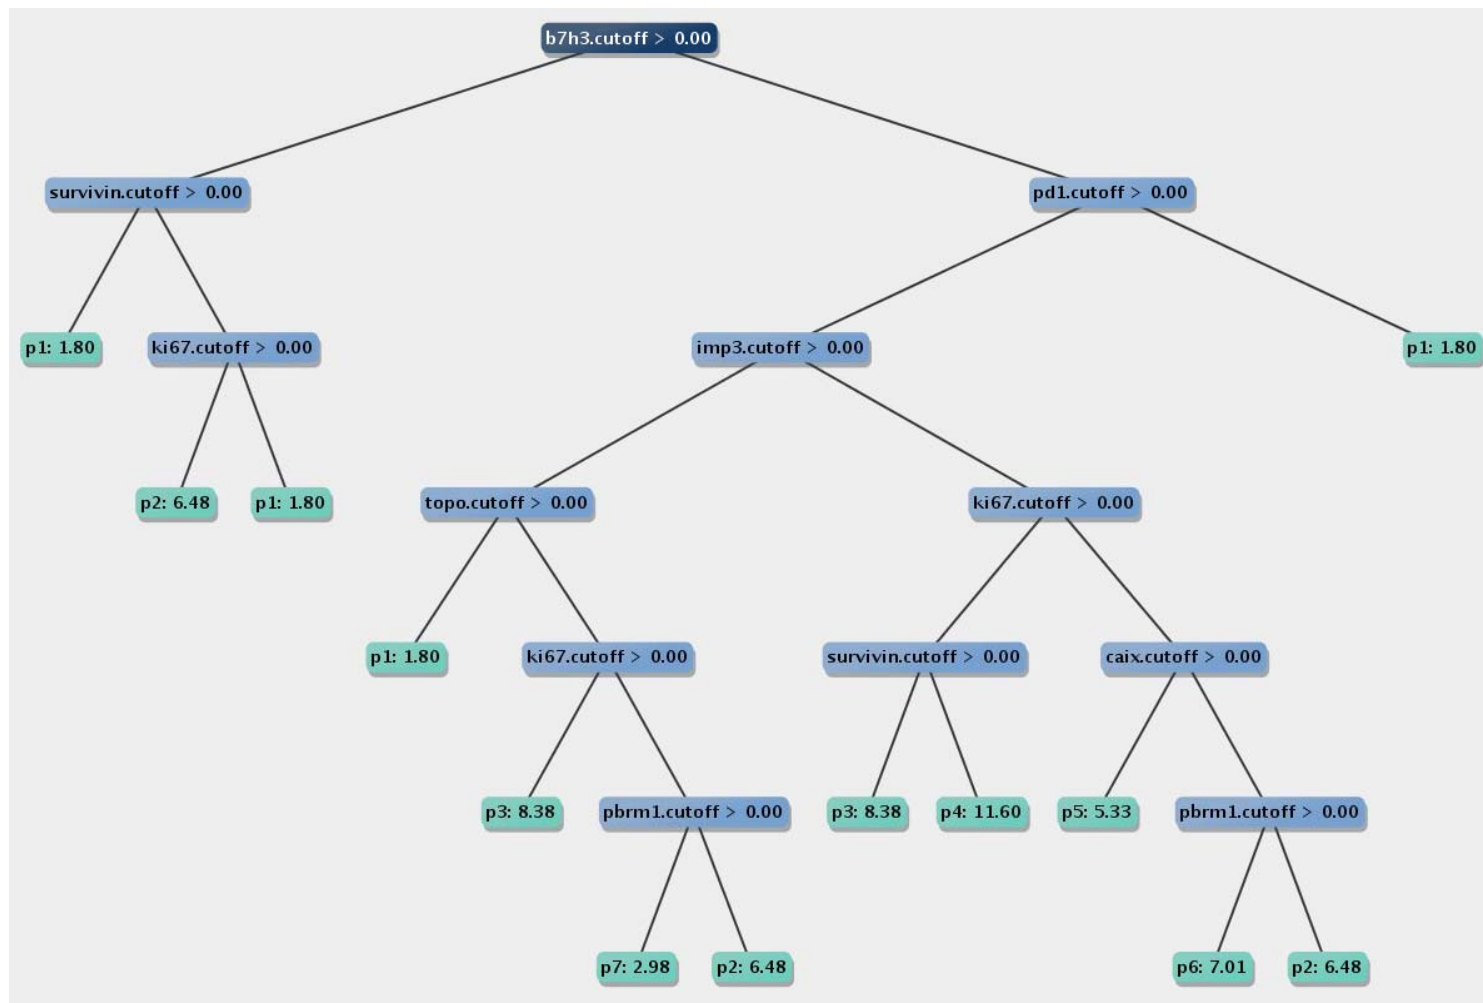 b7h3.cutoff > 0.00
survivin.cutoff > 0.00
pd1.cutoff > 0.00
p1: 1.80
ki67.cutoff > 0.00
imp3.cutoff > 0.00
p1: 1.80
p2: 6.48
p1: 1.80
topo.cutoff > 0.00
ki67.cutoff > 0.00
p1: 1.80
ki67.cutoff > 0.00
survivin.cutoff > 0.00
caix.cutoff > 0.00
p3: 8.38
pbrm1.cutoff > 0.00
p3: 8.38
p4: 11.60
p5: 5.33
pbrm1.cutoff > 0.00
p7: 2.98
p2: 6.48
p6: 7.01
p2: 6.48